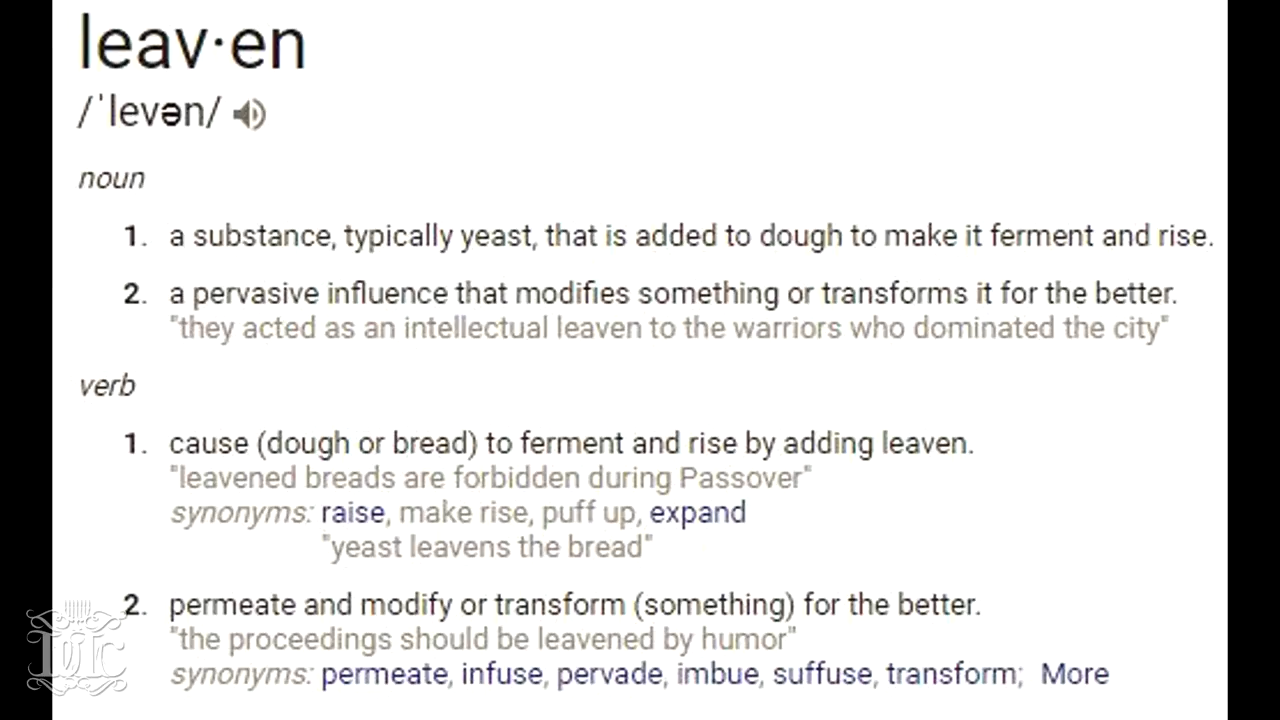 leav·en
/ˈlevən/
noun
1. a substance, typically yeast, that is added to dough to make it ferment and rise.
2. a pervasive influence that modifies something or transforms it for the better.
"they acted as an intellectual leaven to the warriors who dominated the city"
verb
1. cause (dough or bread) to ferment and rise by adding leaven.
"leavened breads are forbidden during Passover"
synonyms: raise, make rise, puff up, expand
"yeast leavens the bread"
2. permeate and modify or transform (something) for the better.
"the proceedings should be leavened by humor"
synonyms: permeate, infuse, pervade, imbue, suffuse, transform; More